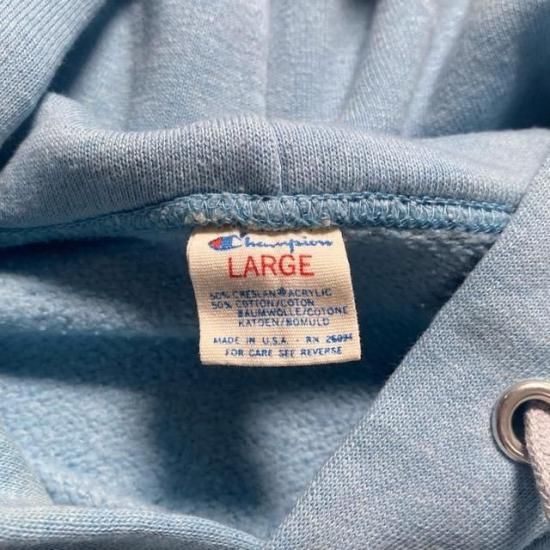 Champion
LARGE
50% CRESLAN® ACRYLIC
50% COTTON/COTON
BAUMWOLLE/COTONE
KATOEN/BOMULD
MADE IN U.S.A. - RN 26094
FOR CARE SEE REVERSE